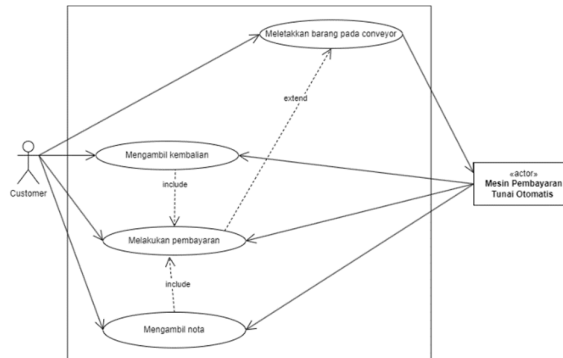 Meletakkan barang pada conveyor
extend
Mengambil kembalian
include
Customer
«actor»
Mesin Pembayaran
Tunai Otomatis
Melakukan pembayaran
include
Mengambil nota